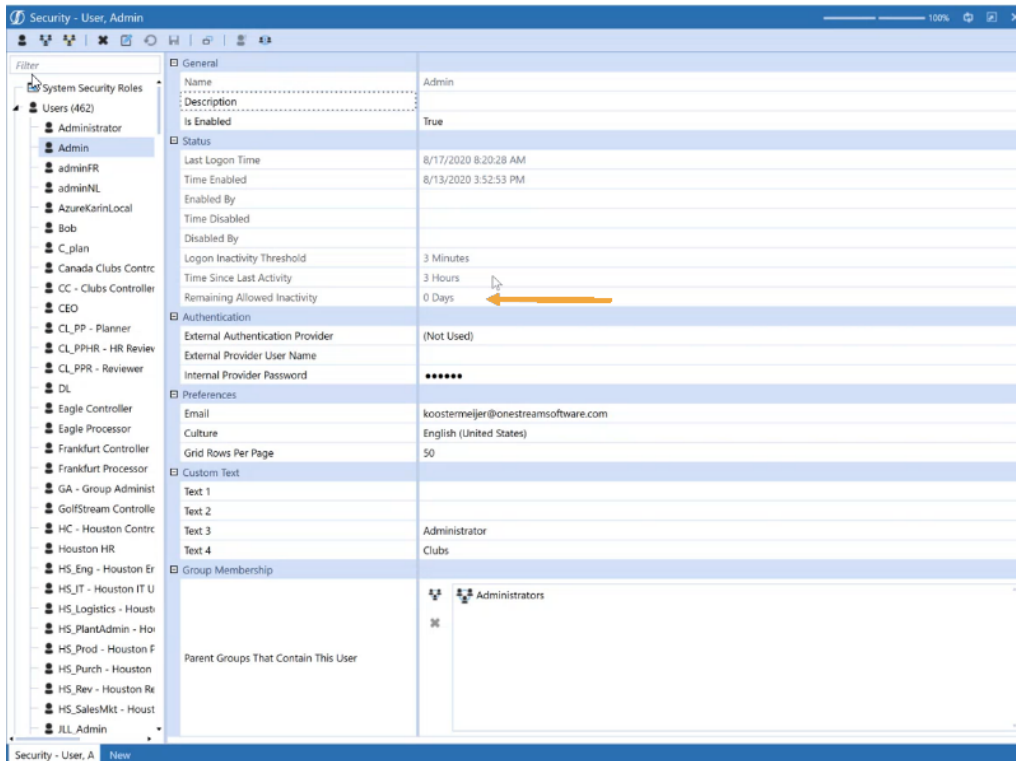 Security - User, Admin
100%
Filter
System Security Roles
Users (462)
Administrator
Admin
adminFR
adminNL
AzureKarinLocal
Bob
C_plan
Canada Clubs Contrc
CC - Clubs Controller
CEO
CL_PP - Planner
CL_PPHR - HR Review
CL_PPR - Reviewer
DL
Eagle Controller
Eagle Processor
Frankfurt Controller
Frankfurt Processor
GA - Group Administ
GolfStream Controlle
HC - Houston Contrc
Houston HR
HS_Eng - Houston Er
HS_IT - Houston IT U
HS_Logistics - Housto
HS_PlantAdmin - Hou
HS_Prod - Houston P
HS_Purch - Houston
HS_Rev - Houston Re
HS_SalesMkt - Houst
JLL_Admin
General
Name Admin
Description
Is Enabled True
Status
Last Logon Time 8/17/2020 8:20:28 AM
Time Enabled 8/13/2020 3:52:53 PM
Enabled By
Time Disabled
Disabled By
Logon Inactivity Threshold 3 Minutes
Time Since Last Activity 3 Hours
Remaining Allowed Inactivity 0 Days
Authentication
External Authentication Provider (Not Used)
External Provider User Name
Internal Provider Password ••••••
Preferences
Email koostermeijer@onestreamsoftware.com
Culture English (United States)
Grid Rows Per Page 50
Custom Text
Text 1
Text 2
Text 3 Administrator
Text 4 Clubs
Group Membership
Parent Groups That Contain This User
Administrators
Security - User, A New